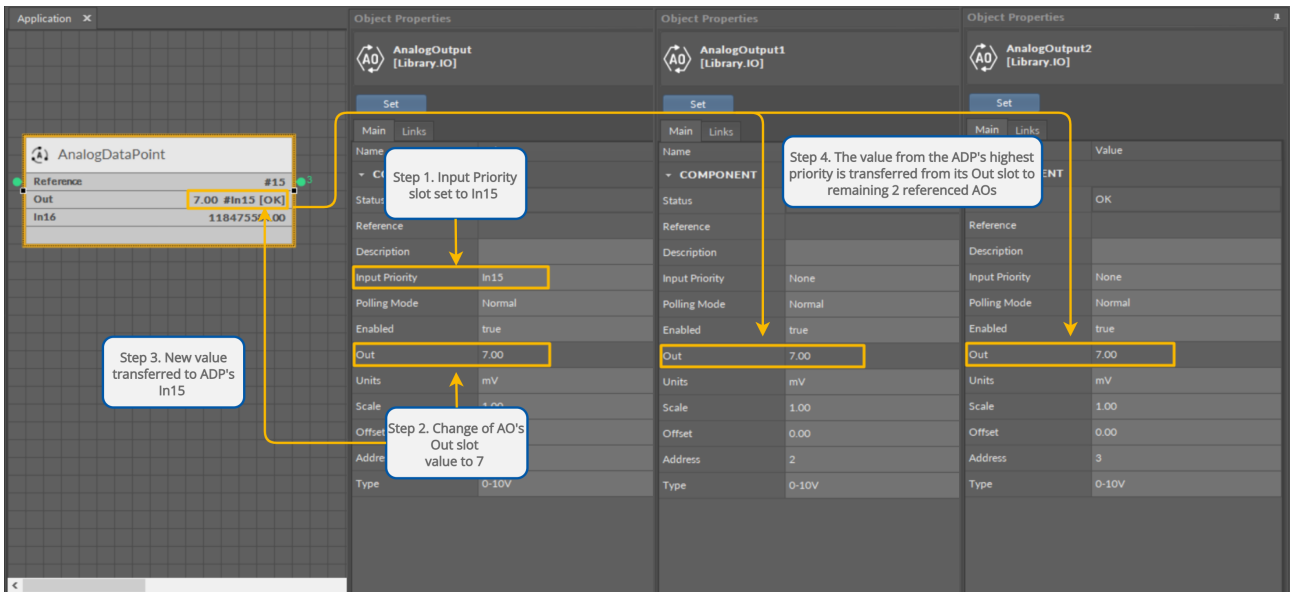 Application ×
AnalogDataPoint
Reference #15
3
Out 7.00 #In15 [OK]
In16
Step 3. New value
transferred to ADP's
In15
Object Properties
AnalogOutput
[Library.IO]
Set
Main Links
Name
Step 1. Input Priority
slot set to In15
Status
Reference
Description
Input Priority In15
Polling Mode Normal
Enabled true
Out 7.00
Units mV
Scale 1.00
Offset
Step 2. Change of AO's
Out slot
value to 7
Type 0-10V
Object Properties
AnalogOutput1
[Library.IO]
Set
Main Links
Name
COMPONENT
Status
Reference
Description
Input Priority None
Polling Mode Normal
Enabled true
Out 7.00
Units mV
Scale 1.00
Offset 0.00
Address 2
Type 0-10V
Step 4. The value from the ADP's highest
priority is transferred from its Out slot to
remaining 2 referenced AOs
Object Properties
AnalogOutput2
[Library.IO]
Set
Main Links
Value
OK
Reference
Description
Input Priority None
Polling Mode Normal
Enabled true
Out 7.00
Units mV
Scale 1.00
Offset 0.00
Address 3
Type 0-10V